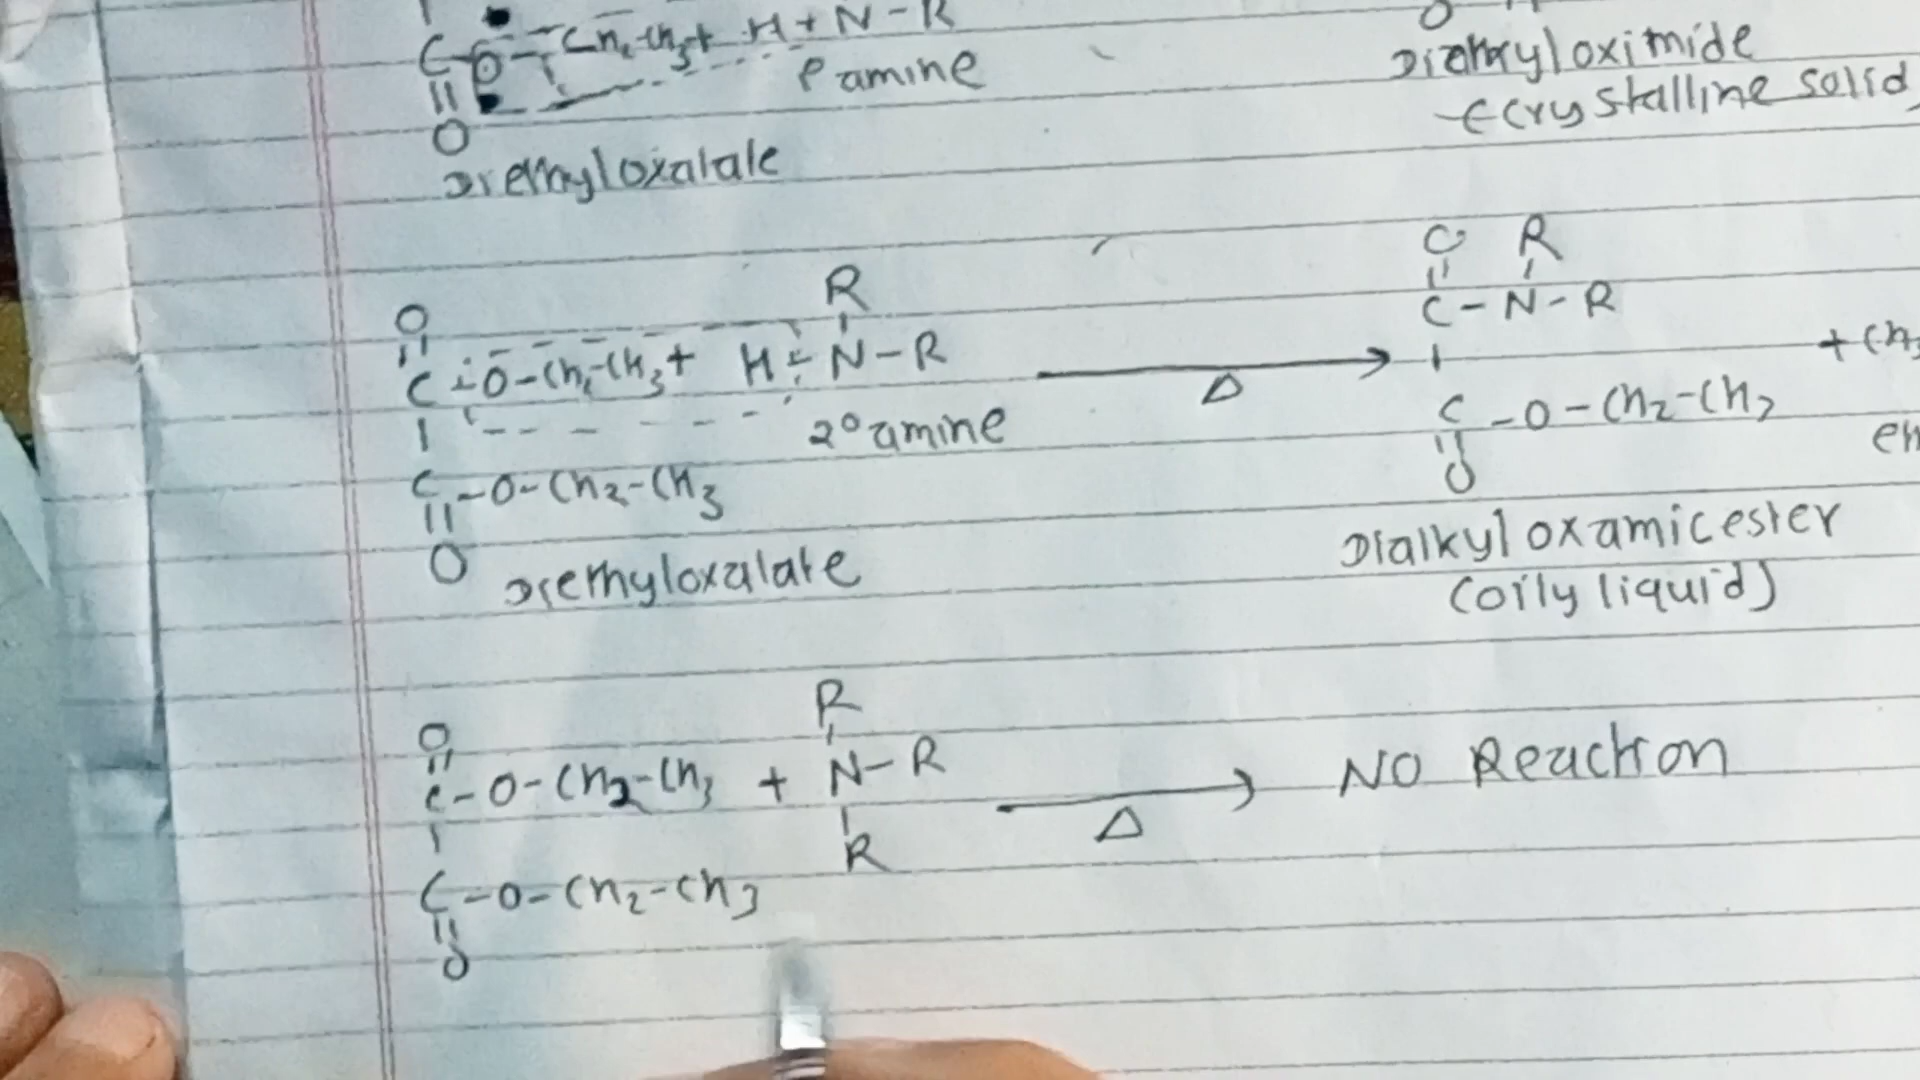 C-O-CH2-CH3+ H+N-R
||
O
1° amine
Diethyloxalate
O
Dialkyloximide
(crystalline solid)
O
||
C-O-CH2-CH3+ H-N-R
|
C-O-CH2-CH3
||
O
R
|
2° amine
Diethyloxalate
Δ
O R
|| |
C-N-R
|
C-O-CH2-CH3
||
O
+CH3
Dialkyl oxamicester
(oily liquid)
O
||
C-O-CH2-CH3 + N-R
|
C-O-CH2-CH3
||
O
R
|
|
R
Δ
NO Reaction